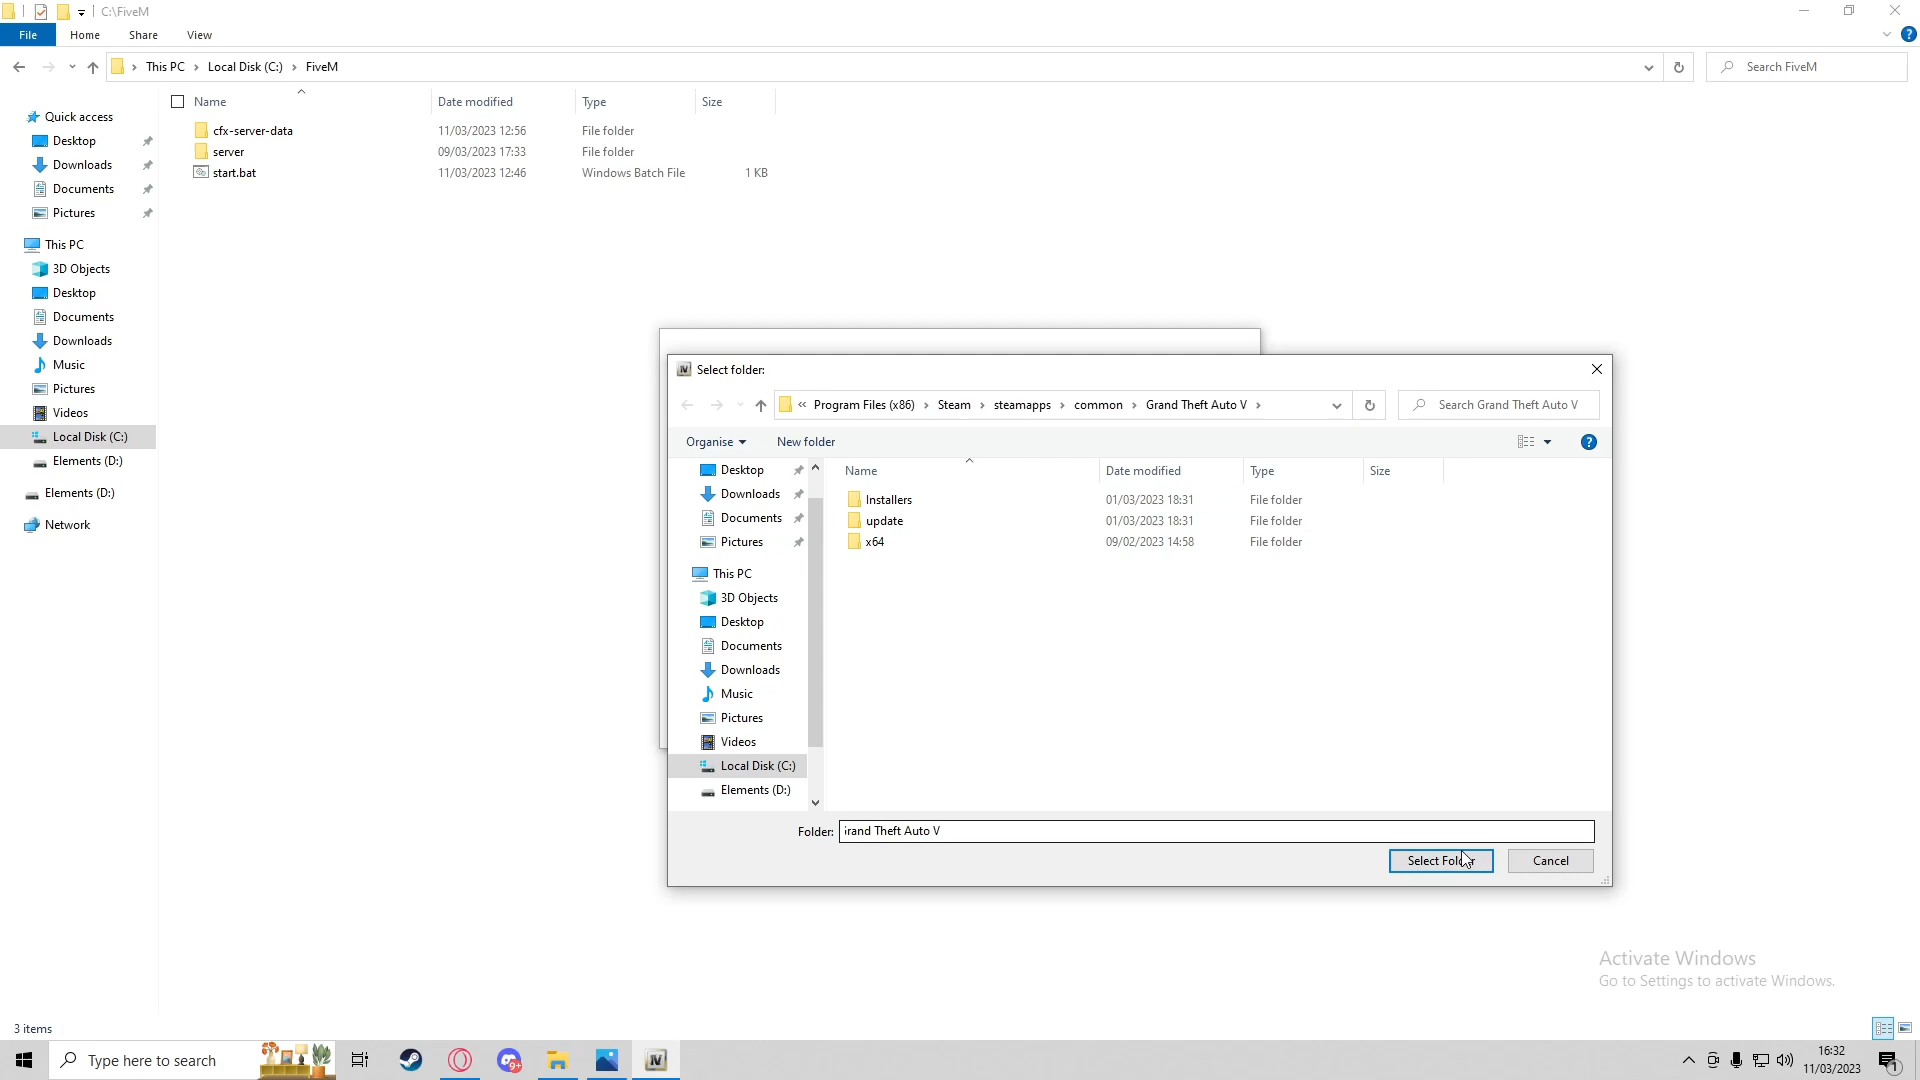 C:\FiveM
File Home Share View
This PC Local Disk (C:) FiveM
Search FiveM
Name Date modified Type Size
cfx-server-data 11/03/2023 12:56 File folder
server 09/03/2023 17:33 File folder
start.bat 11/03/2023 12:46 Windows Batch File 1 KB
Quick access
Desktop
Downloads
Documents
Pictures
This PC
3D Objects
Desktop
Documents
Downloads
Music
Pictures
Videos
Local Disk (C:)
Elements (D:)
Elements (D:)
Network
Select folder:
« Program Files (x86) Steam steamapps common Grand Theft Auto V
Search Grand Theft Auto V
Organise New folder
Name Date modified Type Size
Installers 01/03/2023 18:31 File folder
update 01/03/2023 18:31 File folder
x64 09/02/2023 14:58 File folder
Desktop
Downloads
Documents
Pictures
This PC
3D Objects
Desktop
Documents
Downloads
Music
Pictures
Videos
Local Disk (C:)
Elements (D:)
Folder: rand Theft Auto V
Select Folder Cancel
Activate Windows
Go to Settings to activate Windows.
3 items
Type here to search
9+
IV
16:32
11/03/2023
1